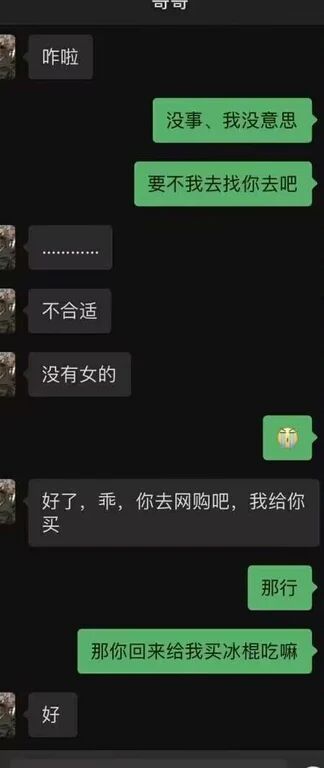 哥哥
咋啦
没事、我没意思
要不我去找你去吧
............
不合适
没有女的
好了，乖，你去网购吧，我给你
买
那行
那你回来给我买冰棍吃嘛
好